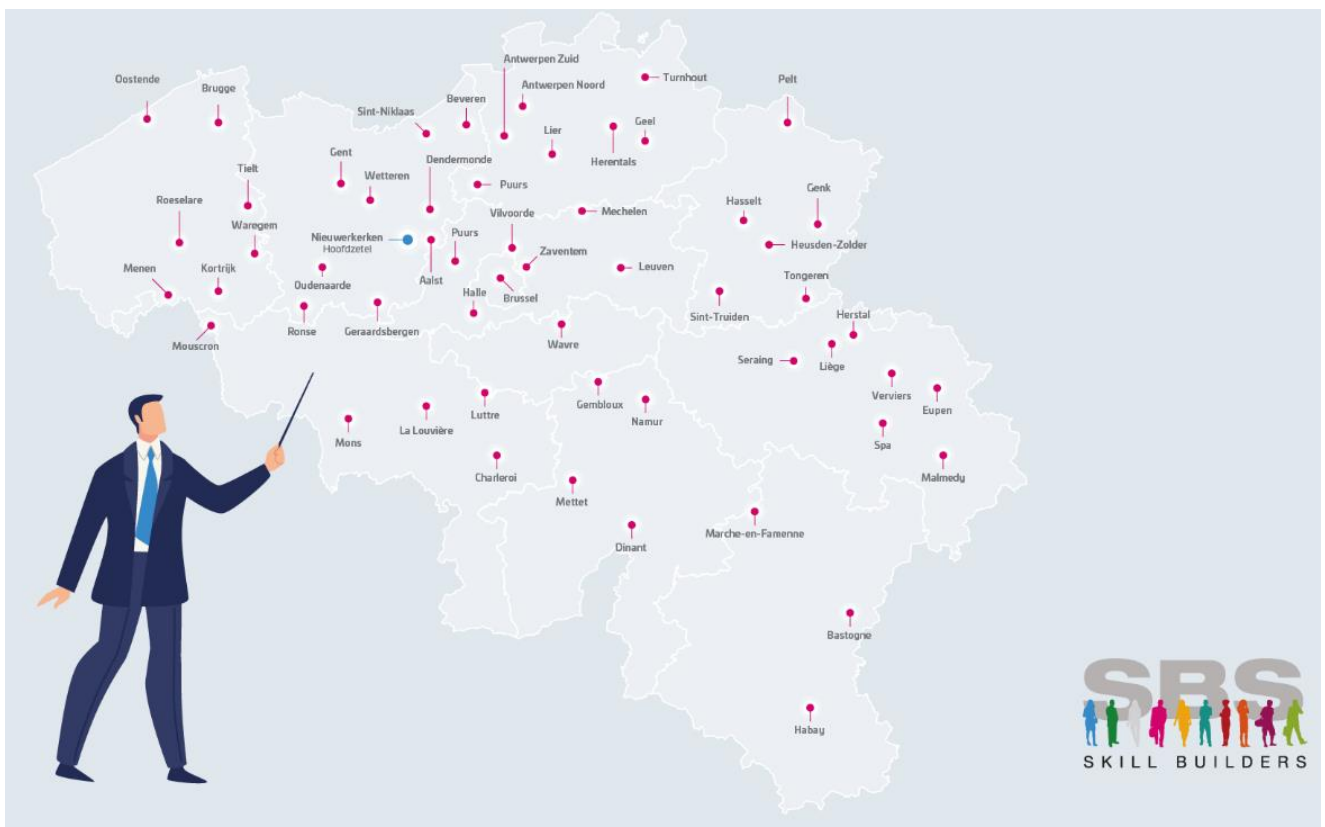 Antwerpen Zuid
Oostende
Turnhout
Pelt
Brugge
Antwerpen Noord
Beveren
Sint-Niklaas
Lier
Geel
Gent
Dendermonde
Herentals
Tielt
Wetteren
Puurs
Genk
Roeselare
Hasselt
Mechelen
Vilvoorde
Waregem
Puurs
Nieuwerkerken
Hoofdzetel
Heusden-Zolder
Zaventem
Menen
Kortrijk
Leuven
Tongeren
Aalst
Oudenaarde
Halle
Brussel
Herstal
Sint-Truiden
Ronse
Geraardsbergen
Mouscron
Wavre
Seraing
Liège
Verviers
Gembloux
Eupen
Luttre
Namur
La Louvière
Mons
Spa
Charleroi
Malmedy
Mettet
Marche-en-Famenne
Dinant
Bastogne
Habay
SBS
SKILL BUILDERS